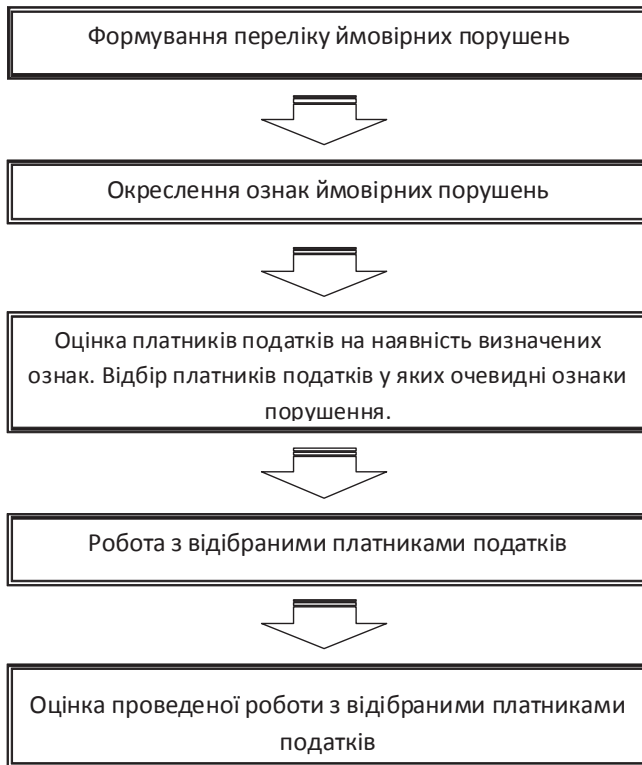 Формування переліку ймовірних порушень
Окреслення ознак ймовірних порушень
Оцінка платників податків на наявність визначених
ознак. Відбір платників податків у яких очевидні ознаки
порушення.
Робота з відібраними платниками податків
Оцінка проведеної роботи з відібраними платниками
податків